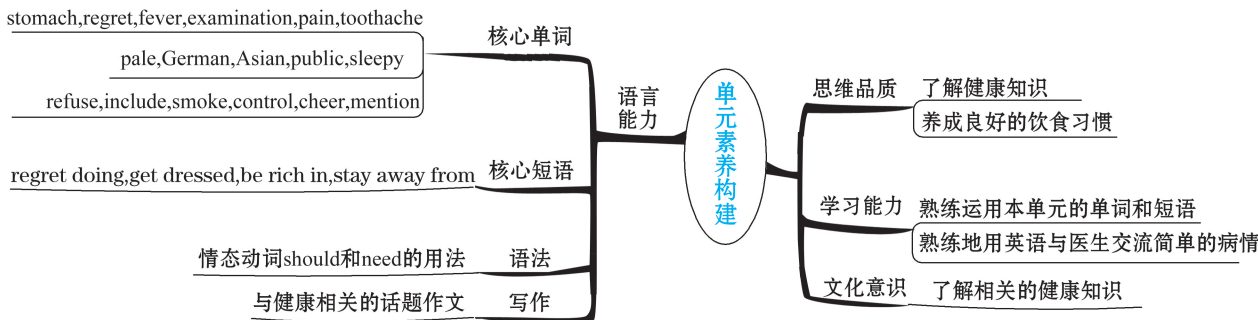 单元素养构建
语言
能力
核心单词
stomach,regret,fever,examination,pain,toothache
pale,German,Asian,public,sleepy
refuse,include,smoke,control,cheer,mention
核心短语
regret doing,get dressed,be rich in,stay away from
语法
情态动词should和need的用法
写作
与健康相关的话题作文
思维品质
了解健康知识
养成良好的饮食习惯
学习能力
熟练运用本单元的单词和短语
熟练地用英语与医生交流简单的病情
文化意识
了解相关的健康知识